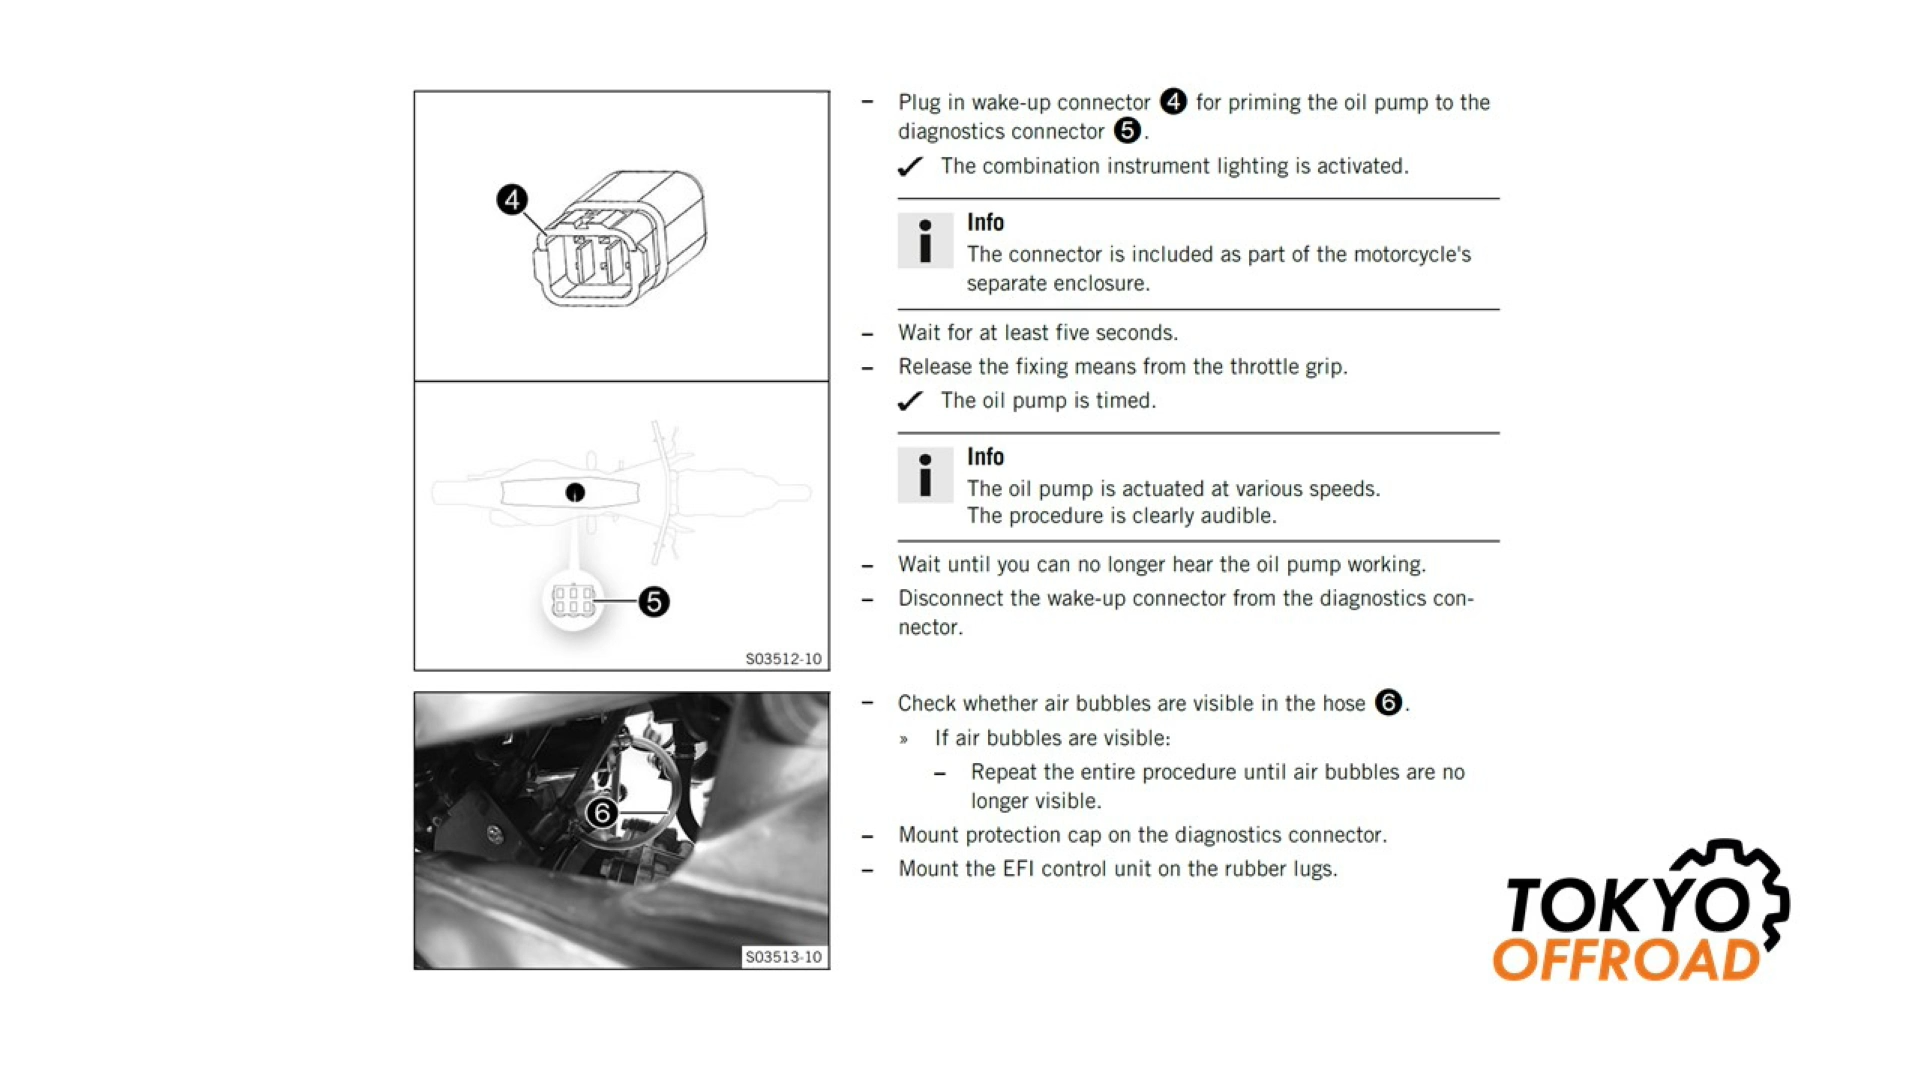 – Plug in wake-up connector 4 for priming the oil pump to the
diagnostics connector 5.
✓ The combination instrument lighting is activated.
4
i Info
The connector is included as part of the motorcycle's
separate enclosure.
– Wait for at least five seconds.
– Release the fixing means from the throttle grip.
✓ The oil pump is timed.
i Info
The oil pump is actuated at various speeds.
The procedure is clearly audible.
– Wait until you can no longer hear the oil pump working.
– Disconnect the wake-up connector from the diagnostics con-
nector.
5
S03512-10
– Check whether air bubbles are visible in the hose 6.
» If air bubbles are visible:
– Repeat the entire procedure until air bubbles are no
longer visible.
– Mount protection cap on the diagnostics connector.
– Mount the EFI control unit on the rubber lugs.
6
S03513-10
TOKYO
OFFROAD